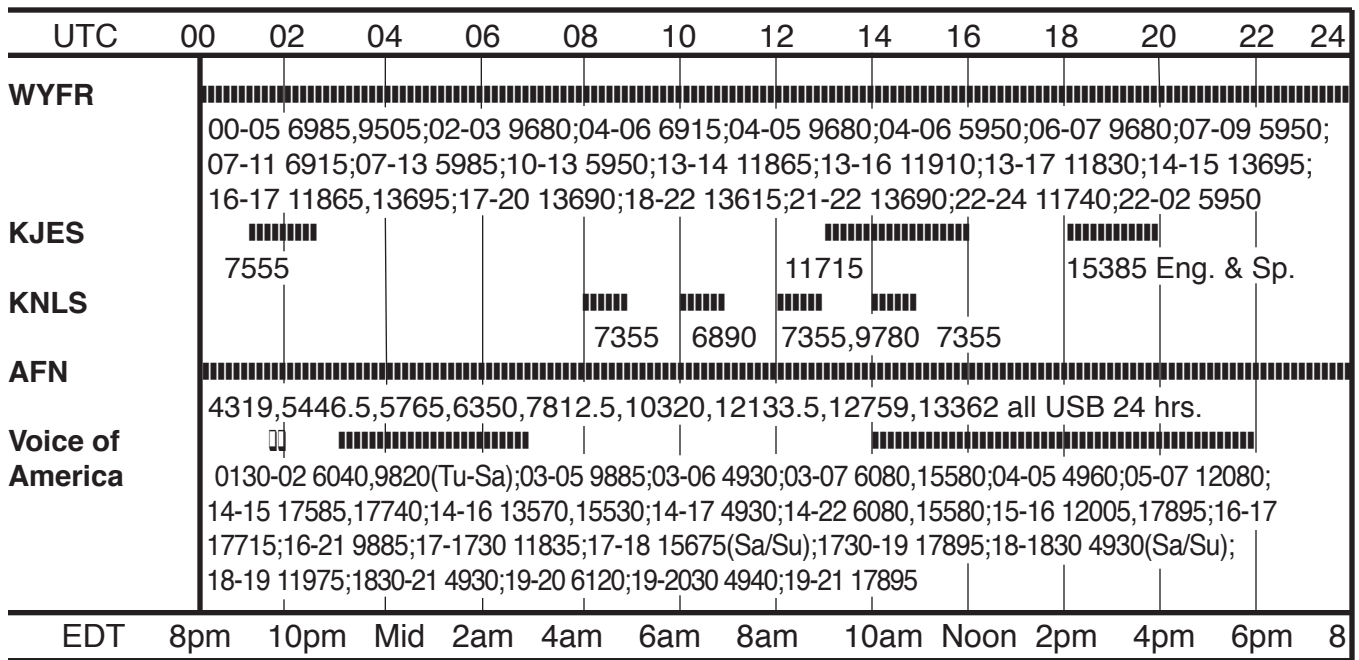 UTC 00 02 04 06 08 10 12 14 16 18 20 22 24
WYFR
00-05 6985,9505;02-03 9680;04-06 6915;04-05 9680;04-06 5950;06-07 9680;07-09 5950;
07-11 6915;07-13 5985;10-13 5950;13-14 11865;13-16 11910;13-17 11830;14-15 13695;
16-17 11865,13695;17-20 13690;18-22 13615;21-22 13690;22-24 11740;22-02 5950
KJES
7555 11715 15385 Eng. & Sp.
KNLS
7355 6890 7355,9780 7355
AFN
4319,5446.5,5765,6350,7812.5,10320,12133.5,12759,13362 all USB 24 hrs.
Voice of
America 0130-02 6040,9820(Tu-Sa);03-05 9885;03-06 4930;03-07 6080,15580;04-05 4960;05-07 12080;
14-15 17585,17740;14-16 13570,15530;14-17 4930;14-22 6080,15580;15-16 12005,17895;16-17
17715;16-21 9885;17-1730 11835;17-18 15675(Sa/Su);1730-19 17895;18-1830 4930(Sa/Su);
18-19 11975;1830-21 4930;19-20 6120;19-2030 4940;19-21 17895
EDT 8pm 10pm Mid 2am 4am 6am 8am 10am Noon 2pm 4pm 6pm 8